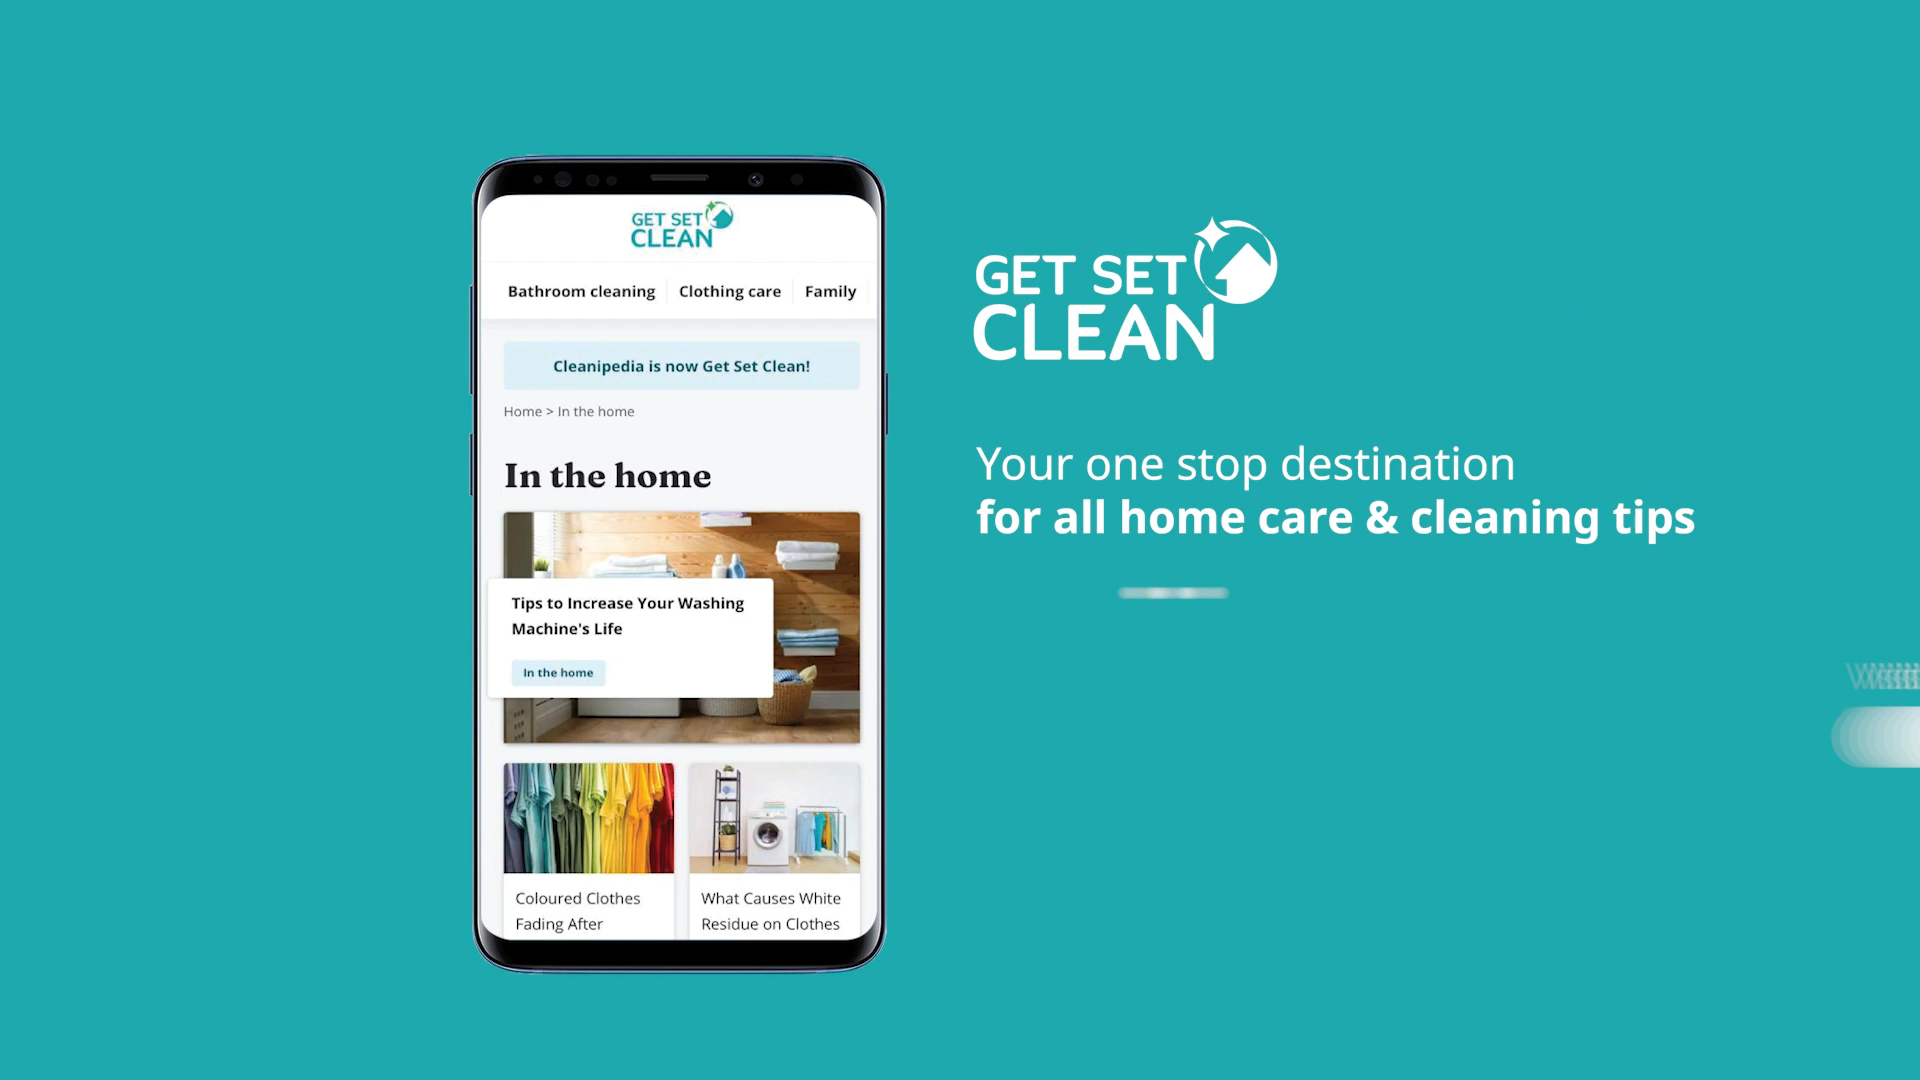 GET SET
CLEAN
Bathroom cleaning
Clothing care
Family
Cleanipedia is now Get Set Clean!
Home > In the home
In the home
Tips to Increase Your Washing
Machine's Life
In the home
Coloured Clothes
Fading After
What Causes White
Residue on Clothes
GET SET
CLEAN
Your one stop destination
for all home care & cleaning tips